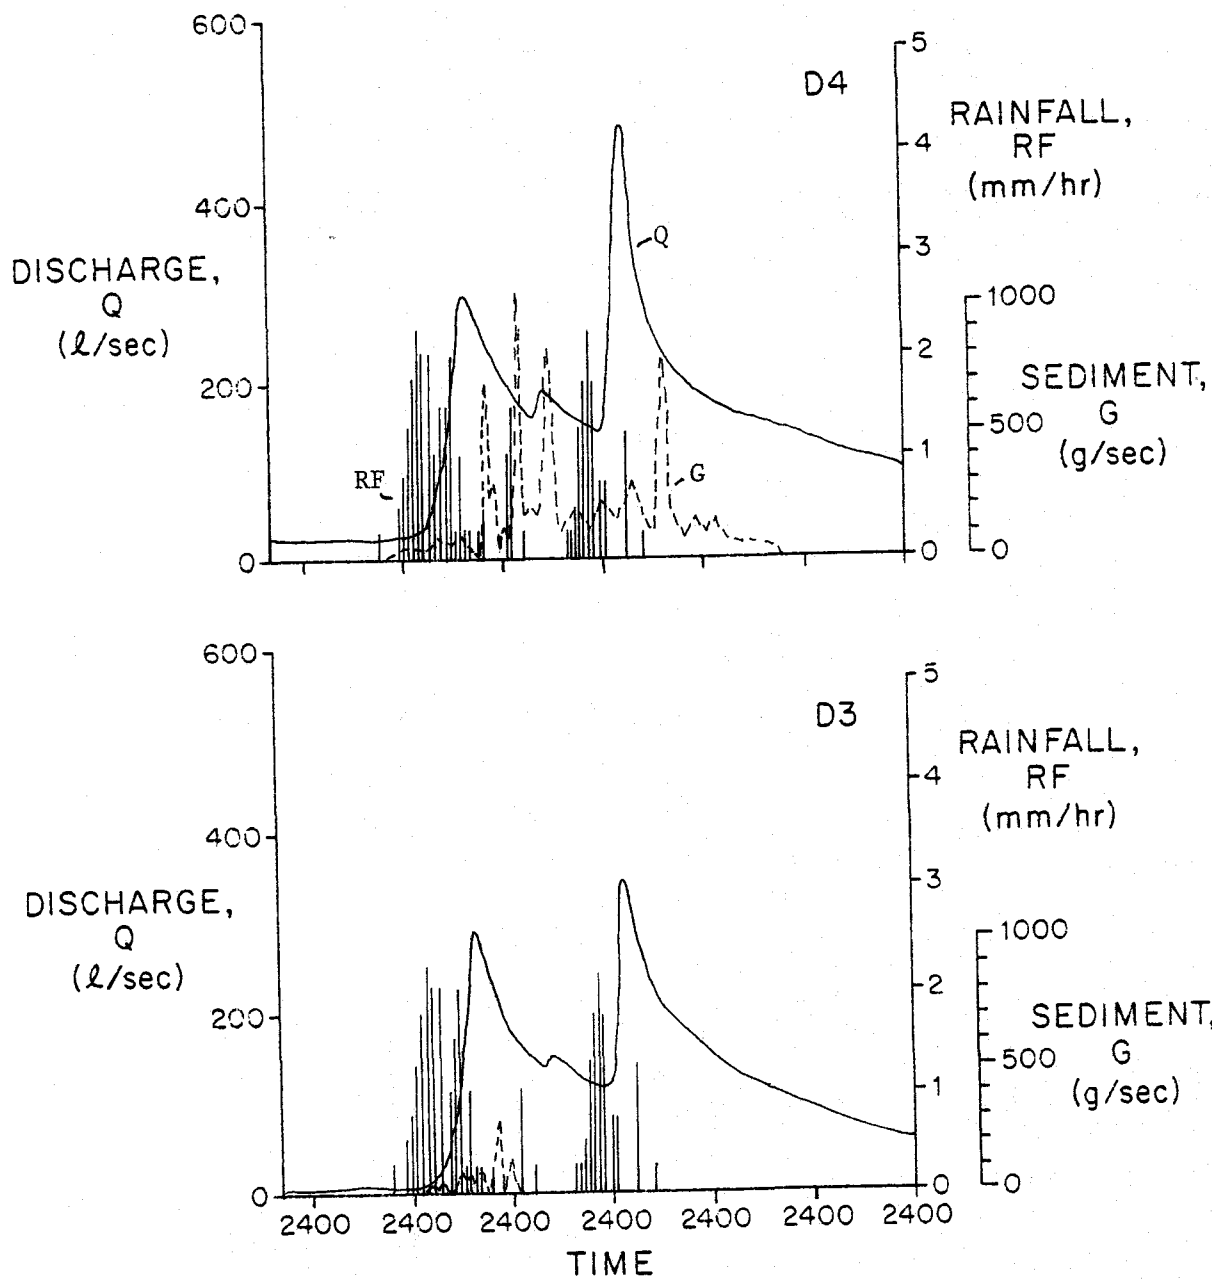 600
400
200
0
DISCHARGE,
Q
(ℓ/sec)
D4
RF
Q
G
5
4
3
2
1
0
RAINFALL,
RF
(mm/hr)
1000
500
0
SEDIMENT,
G
(g/sec)
600
400
200
0
DISCHARGE,
Q
(ℓ/sec)
D3
5
4
3
2
1
0
RAINFALL,
RF
(mm/hr)
1000
500
0
SEDIMENT,
G
(g/sec)
2400 2400 2400 2400 2400 2400 2400
TIME